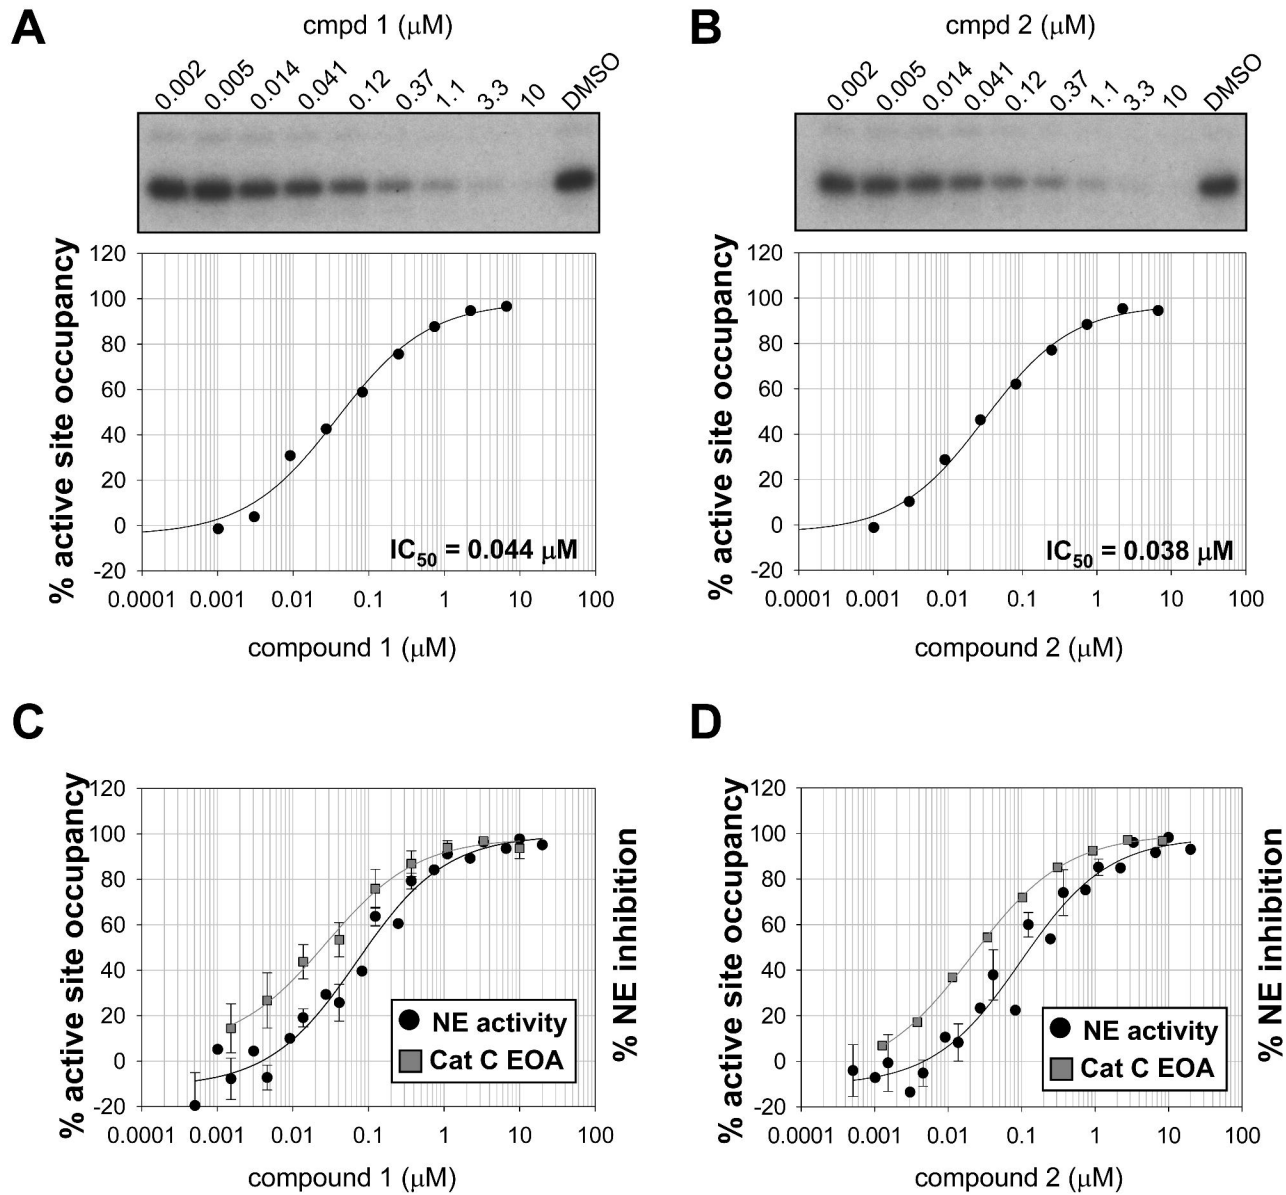 A
cmpd 1 (μM)
0.002 0.005 0.014 0.041 0.12 0.37 1.1 3.3 10 DMSO
% active site occupancy
120
100
80
60
40
20
0
-20
IC50 = 0.044 μM
0.0001 0.001 0.01 0.1 1 10 100
compound 1 (μM)
B
cmpd 2 (μM)
0.002 0.005 0.014 0.041 0.12 0.37 1.1 3.3 10 DMSO
% active site occupancy
120
100
80
60
40
20
0
-20
IC50 = 0.038 μM
0.0001 0.001 0.01 0.1 1 10 100
compound 2 (μM)
C
% active site occupancy
120
100
80
60
40
20
0
-20
NE activity
Cat C EOA
% NE inhibition
0.0001 0.001 0.01 0.1 1 10 100
compound 1 (μM)
D
% active site occupancy
120
100
80
60
40
20
0
-20
NE activity
Cat C EOA
% NE inhibition
0.0001 0.001 0.01 0.1 1 10 100
compound 2 (μM)